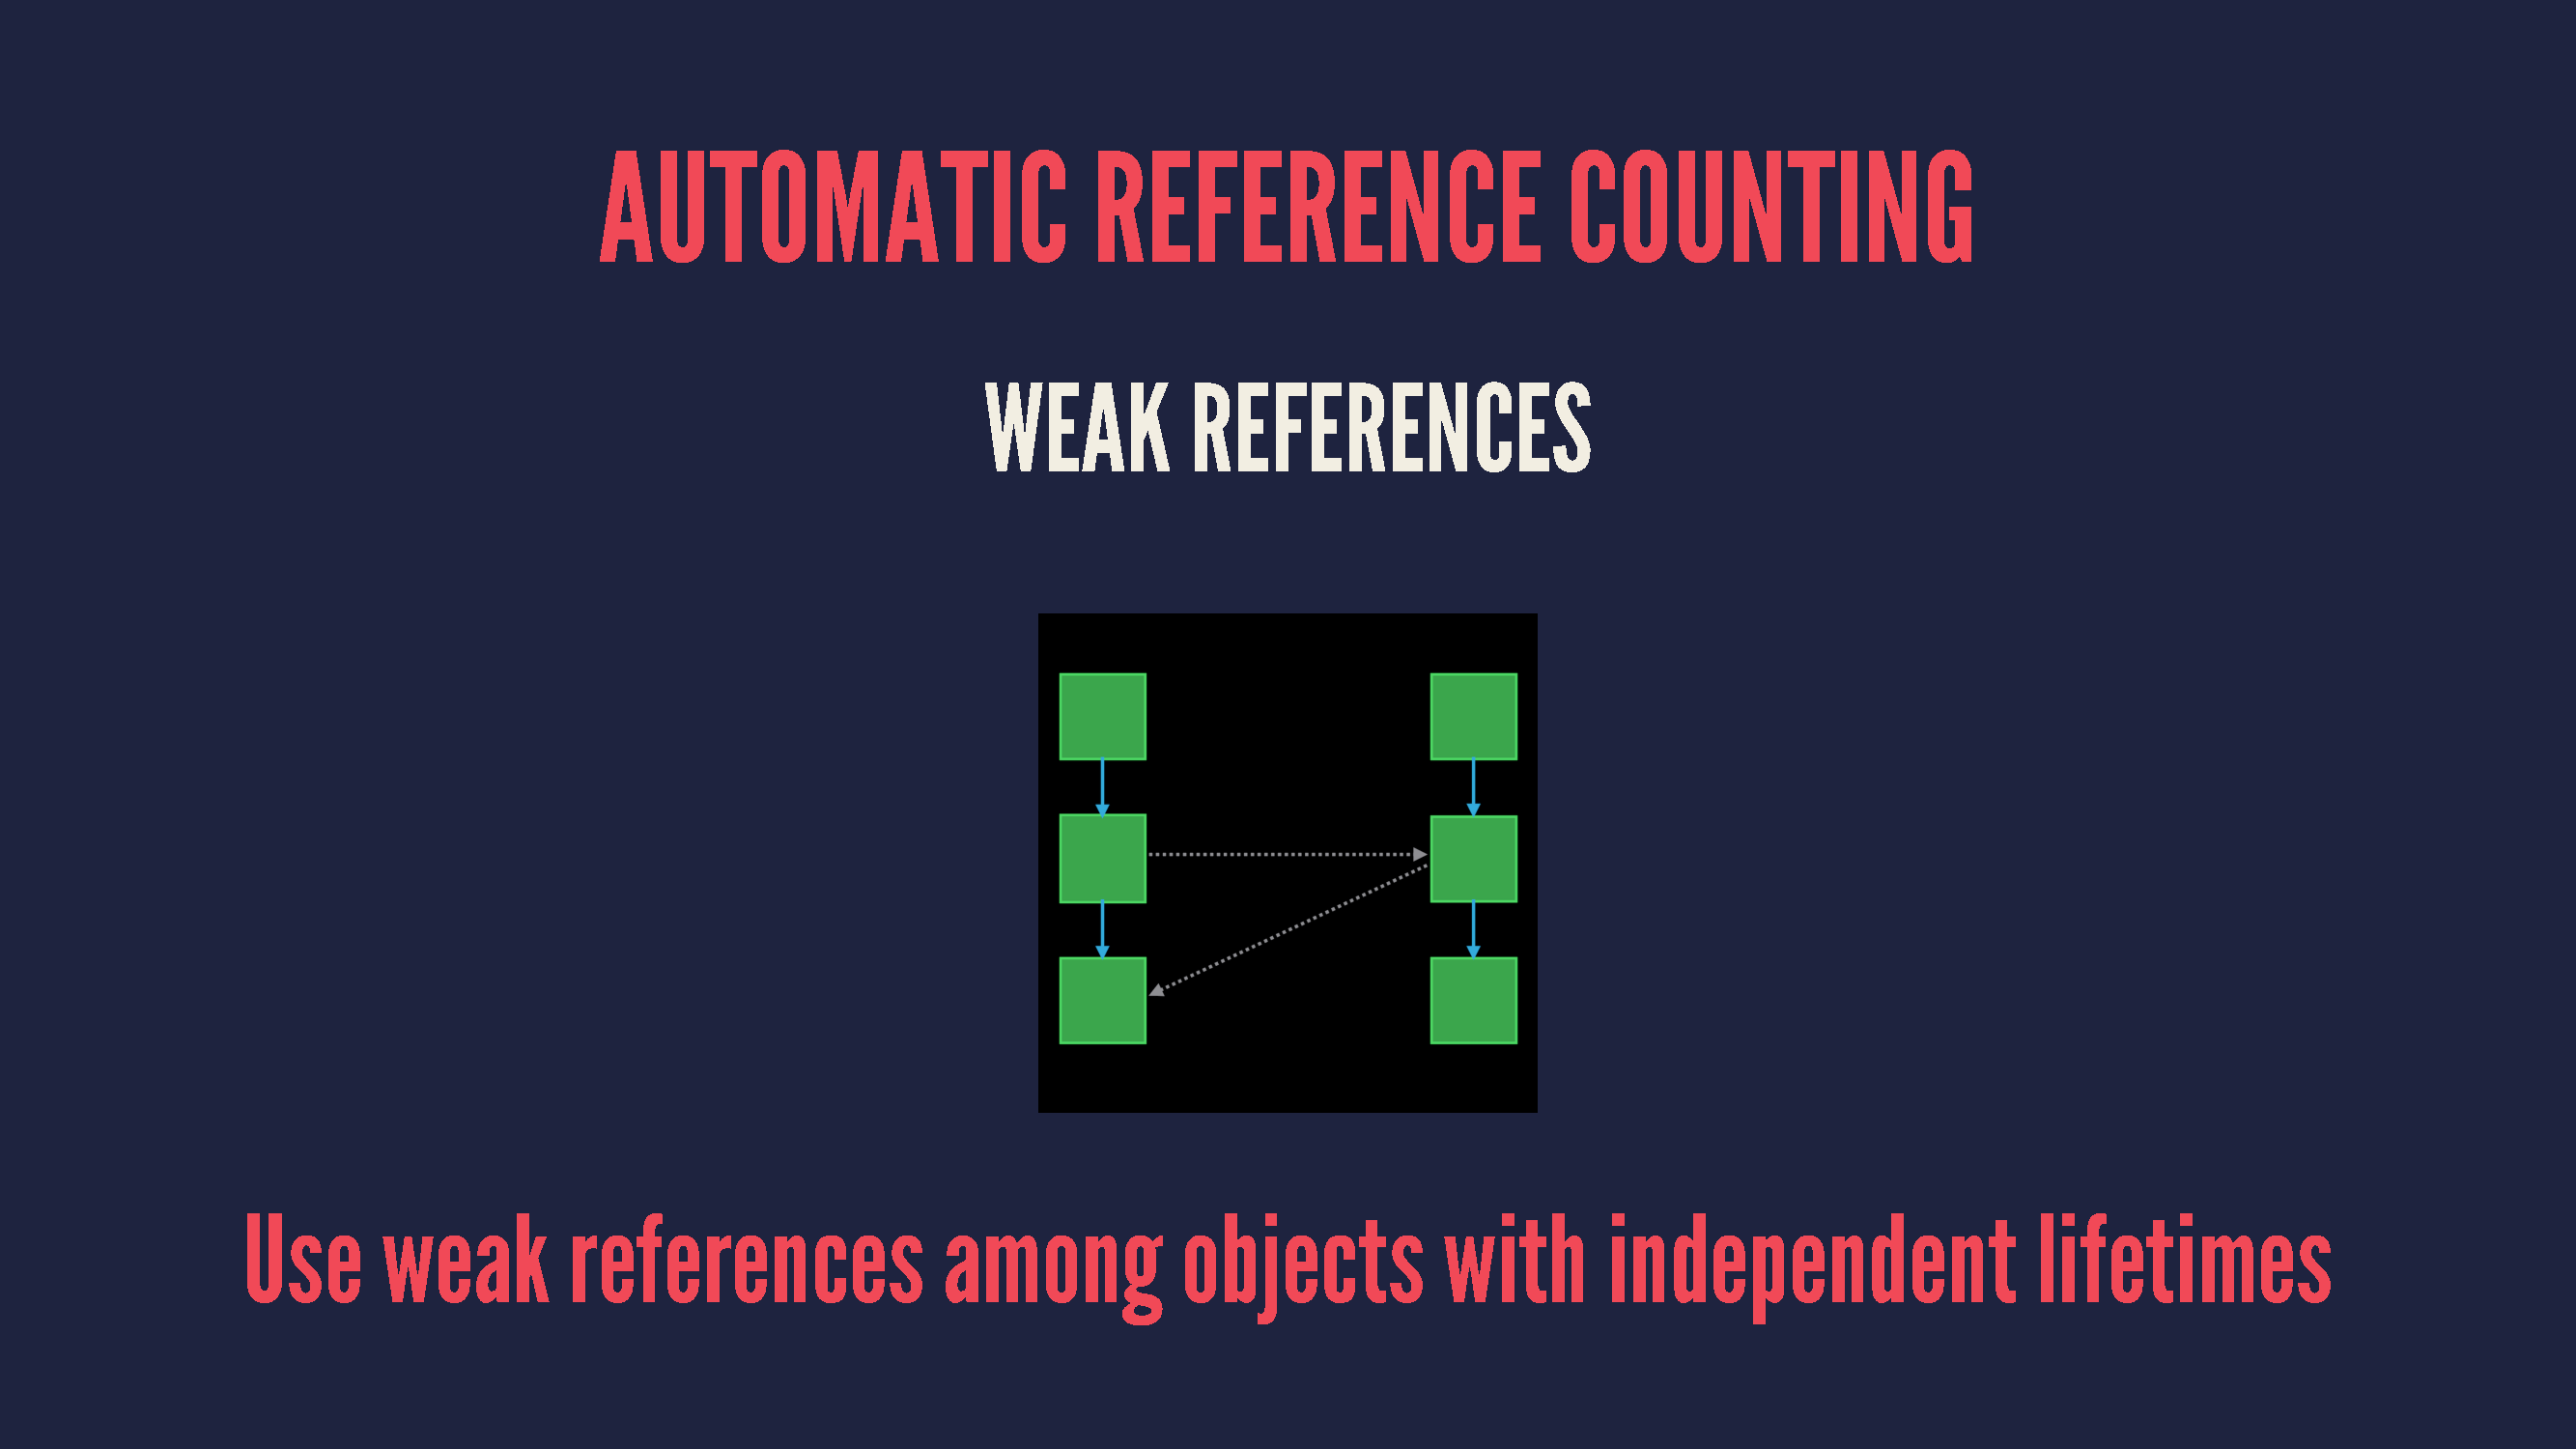 AUTOMATIC REFERENCE COUNTING
WEAK REFERENCES
Use weak references among objects with independent lifetimes